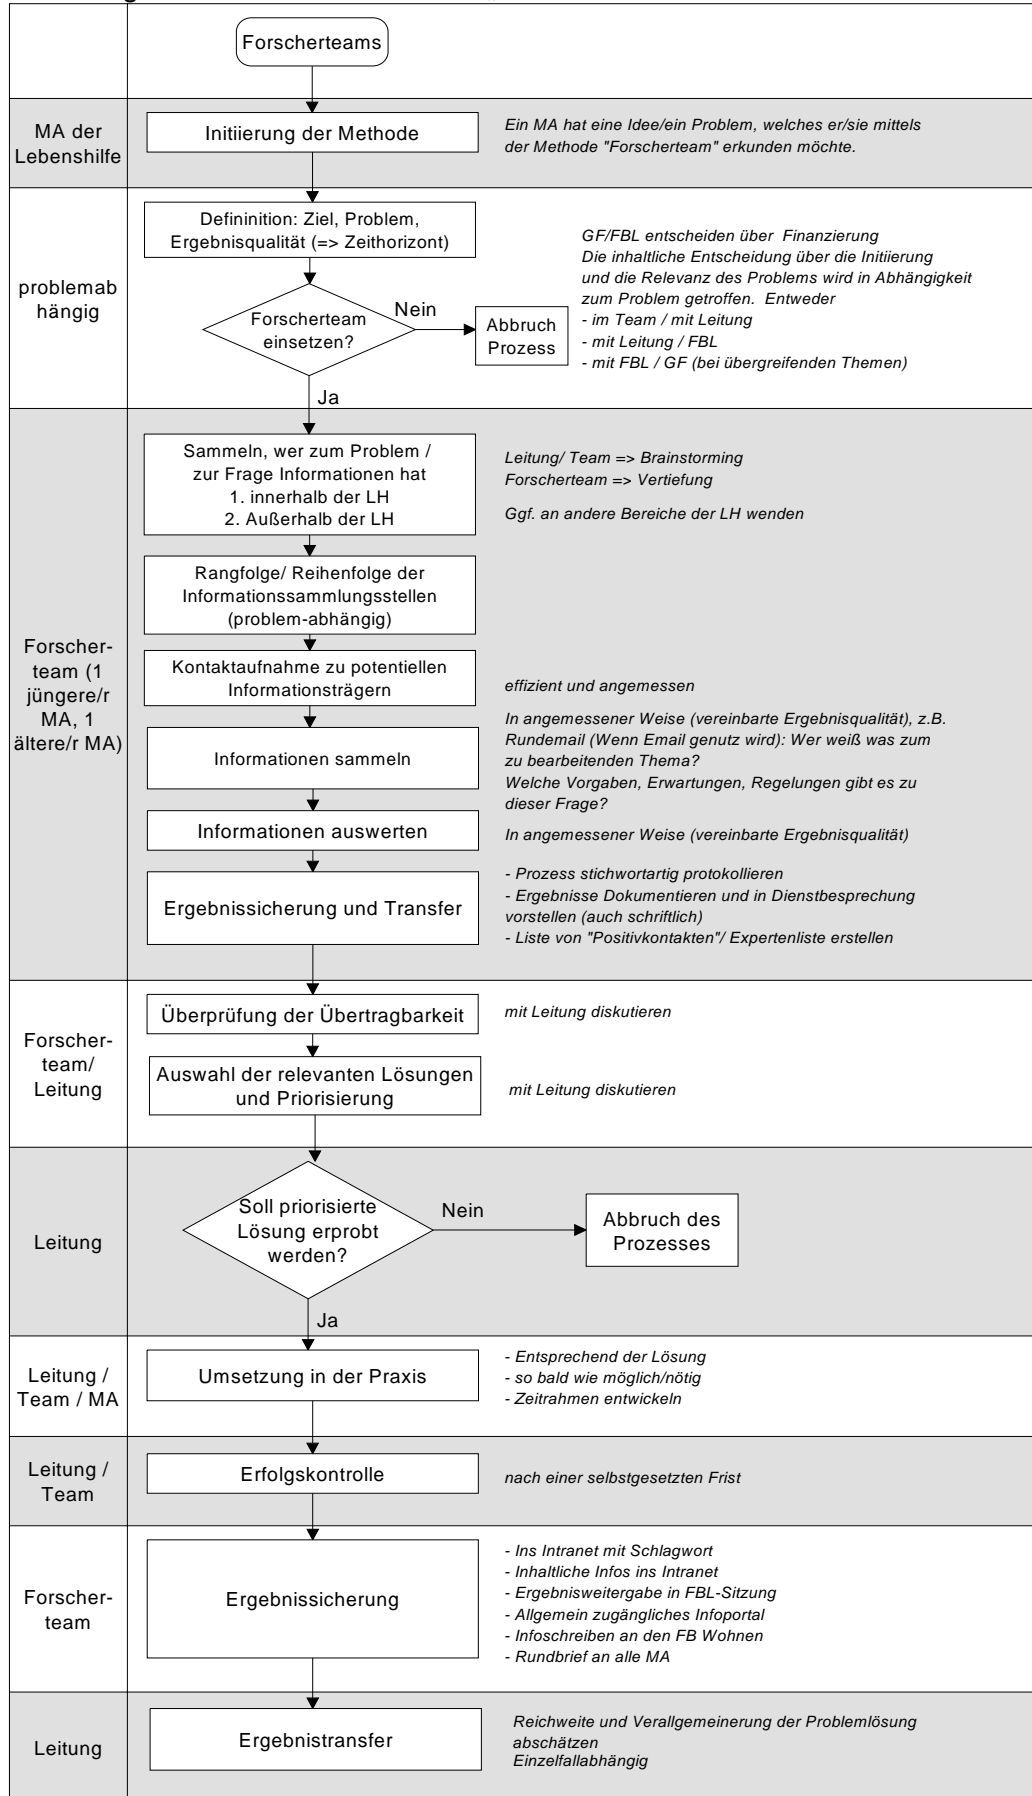 Forscherteams
MA der
Lebenshilfe
Initiierung der Methode
Ein MA hat eine Idee/ein Problem, welches er/sie mittels
der Methode "Forscherteam" erkunden möchte.
problemab
hängig
Defininition: Ziel, Problem,
Ergebnisqualität (=> Zeithorizont)
Forscherteam
einsetzen?
Nein
Abbruch
Prozess
Ja
GF/FBL entscheiden über Finanzierung
Die inhaltliche Entscheidung über die Initiierung
und die Relevanz des Problems wird in Abhängigkeit
zum Problem getroffen. Entweder
- im Team / mit Leitung
- mit Leitung / FBL
- mit FBL / GF (bei übergreifenden Themen)
Forscher-
team (1
jüngere/r
MA, 1
ältere/r MA)
Sammeln, wer zum Problem /
zur Frage Informationen hat
1. innerhalb der LH
2. Außerhalb der LH
Leitung/ Team => Brainstorming
Forscherteam => Vertiefung
Ggf. an andere Bereiche der LH wenden
Rangfolge/ Reihenfolge der
Informationssammlungsstellen
(problem-abhängig)
Kontaktaufnahme zu potentiellen
Informationsträgern
effizient und angemessen
Informationen sammeln
In angemessener Weise (vereinbarte Ergebnisqualität), z.B.
Rundemail (Wenn Email genutz wird): Wer weiß was zum
zu bearbeitenden Thema?
Welche Vorgaben, Erwartungen, Regelungen gibt es zu
dieser Frage?
Informationen auswerten
In angemessener Weise (vereinbarte Ergebnisqualität)
Ergebnissicherung und Transfer
- Prozess stichwortartig protokollieren
- Ergebnisse Dokumentieren und in Dienstbesprechung
vorstellen (auch schriftlich)
- Liste von "Positivkontakten"/ Expertenliste erstellen
Forscher-
team/
Leitung
Überprüfung der Übertragbarkeit
mit Leitung diskutieren
Auswahl der relevanten Lösungen
und Priorisierung
mit Leitung diskutieren
Leitung
Soll priorisierte
Lösung erprobt
werden?
Nein
Abbruch des
Prozesses
Ja
Leitung /
Team / MA
Umsetzung in der Praxis
- Entsprechend der Lösung
- so bald wie möglich/nötig
- Zeitrahmen entwickeln
Leitung /
Team
Erfolgskontrolle
nach einer selbstgesetzten Frist
Forscher-
team
Ergebnissicherung
- Ins Intranet mit Schlagwort
- Inhaltliche Infos ins Intranet
- Ergebnisweitergabe in FBL-Sitzung
- Allgemein zugängliches Infoportal
- Infoschreiben an den FB Wohnen
- Rundbrief an alle MA
Leitung
Ergebnistransfer
Reichweite und Verallgemeinerung der Problemlösung
abschätzen
Einzelfallabhängig